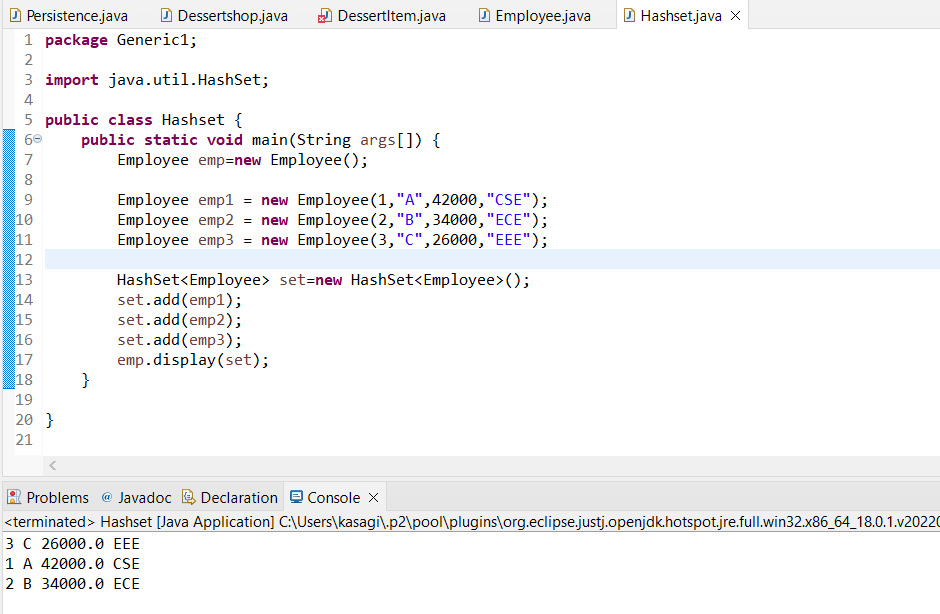 Persistence.java Dessertshop.java DessertItem.java Employee.java Hashset.java
1 package Generic1;
2
3 import java.util.HashSet;
4
5 public class Hashset {
6 public static void main(String args[]) {
7 Employee emp=new Employee();
8
9 Employee emp1 = new Employee(1,"A",42000,"CSE");
10 Employee emp2 = new Employee(2,"B",34000,"ECE");
11 Employee emp3 = new Employee(3,"C",26000,"EEE");
12
13 HashSet<Employee> set=new HashSet<Employee>();
14 set.add(emp1);
15 set.add(emp2);
16 set.add(emp3);
17 emp.display(set);
18 }
19
20 }
21
Problems @ Javadoc Declaration Console
<terminated> Hashset [Java Application] C:\Users\kasagi\.p2\pool\plugins\org.eclipse.justj.openjdk.hotspot.jre.full.win32.x86_64_18.0.1.v20220
3 C 26000.0 EEE
1 A 42000.0 CSE
2 B 34000.0 ECE